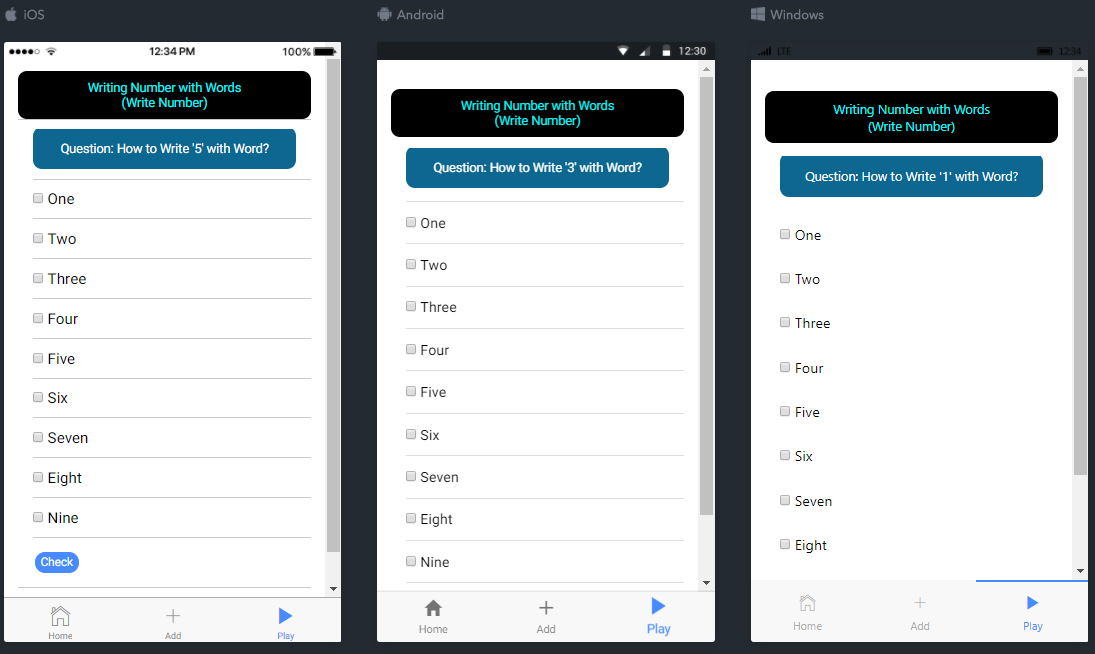 iOS
12:34 PM
100%
Writing Number with Words
(Write Number)
Question: How to Write '5' with Word?
One
Two
Three
Four
Five
Six
Seven
Eight
Nine
Check
Home Add Play
Android
12:30
Writing Number with Words
(Write Number)
Question: How to Write '3' with Word?
One
Two
Three
Four
Five
Six
Seven
Eight
Nine
Home Add Play
Windows
LTE 12:34
Writing Number with Words
(Write Number)
Question: How to Write '1' with Word?
One
Two
Three
Four
Five
Six
Seven
Eight
Home Add Play